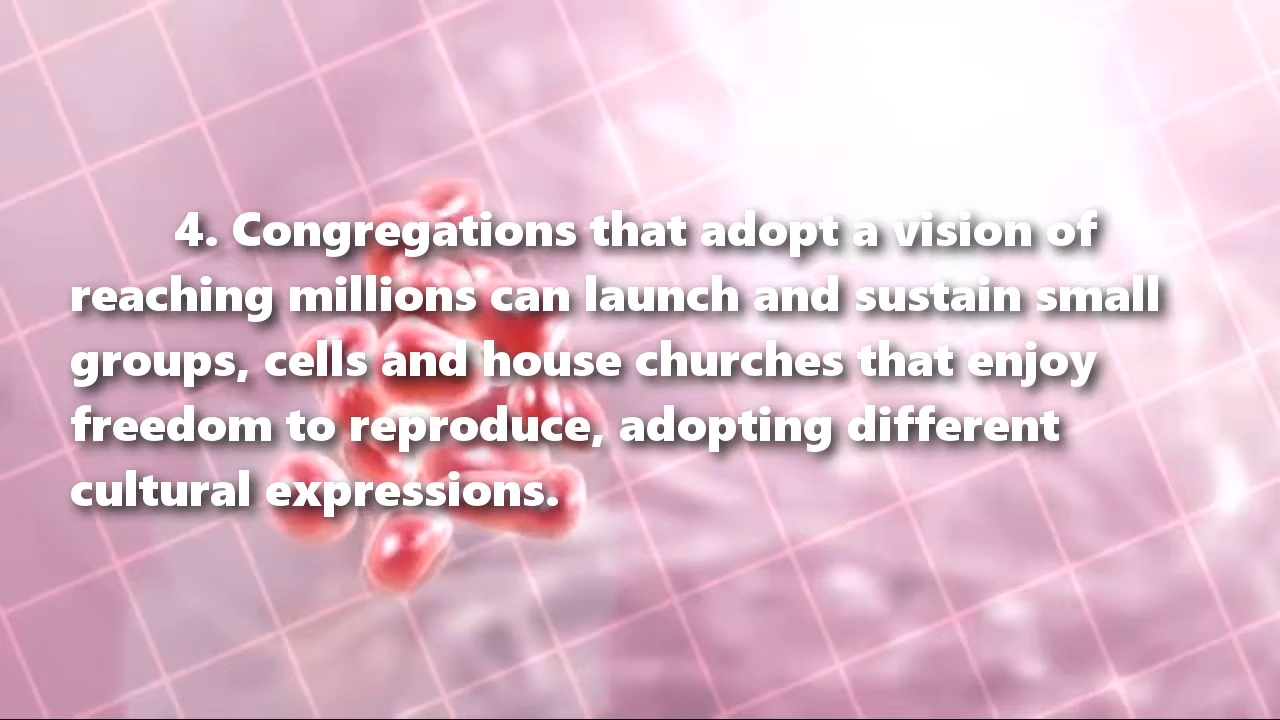 4. Congregations that adopt a vision of
reaching millions can launch and sustain small
groups, cells and house churches that enjoy
freedom to reproduce, adopting different
cultural expressions.